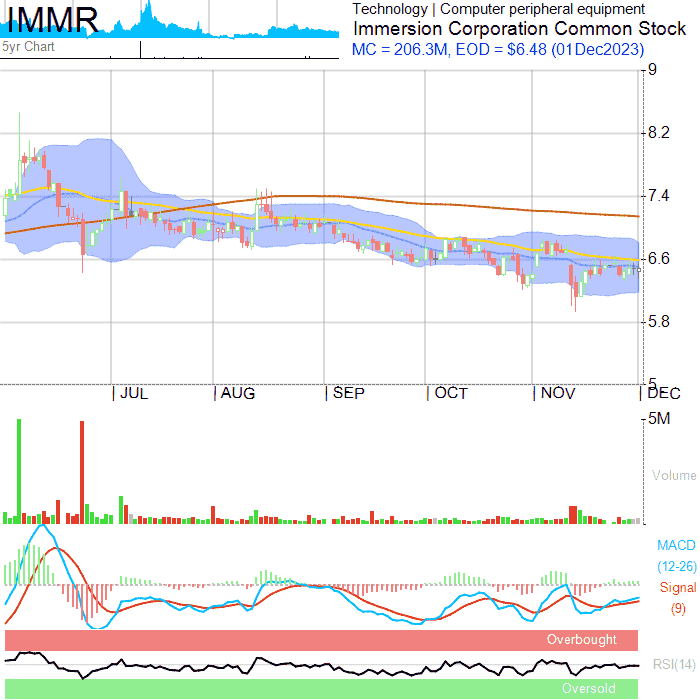 IMMR
5yr Chart
Technology | Computer peripheral equipment
Immersion Corporation Common Stock
MC = 206.3M, EOD = $6.48 (01Dec2023)
9
8.2
7.4
6.6
5.8
5
JUL AUG SEP OCT NOV DEC
5M
Volume
MACD
(12-26)
Signal
(9)
Overbought
RSI(14)
Oversold